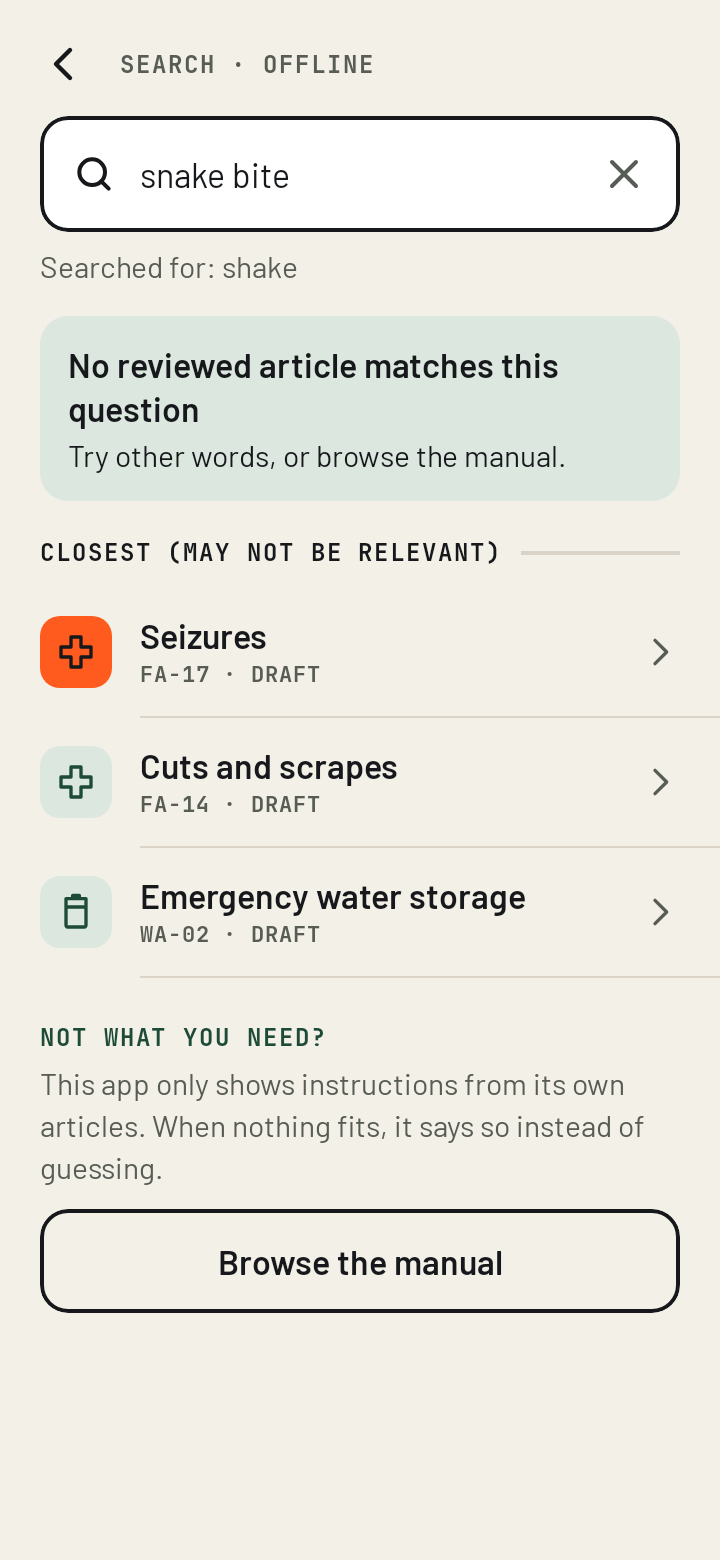 SEARCH · OFFLINE
snake bite
Searched for: shake
No reviewed article matches this
question
Try other words, or browse the manual.
CLOSEST (MAY NOT BE RELEVANT)
Seizures
FA-17 · DRAFT
Cuts and scrapes
FA-14 · DRAFT
Emergency water storage
WA-02 · DRAFT
NOT WHAT YOU NEED?
This app only shows instructions from its own
articles. When nothing fits, it says so instead of
guessing.
Browse the manual